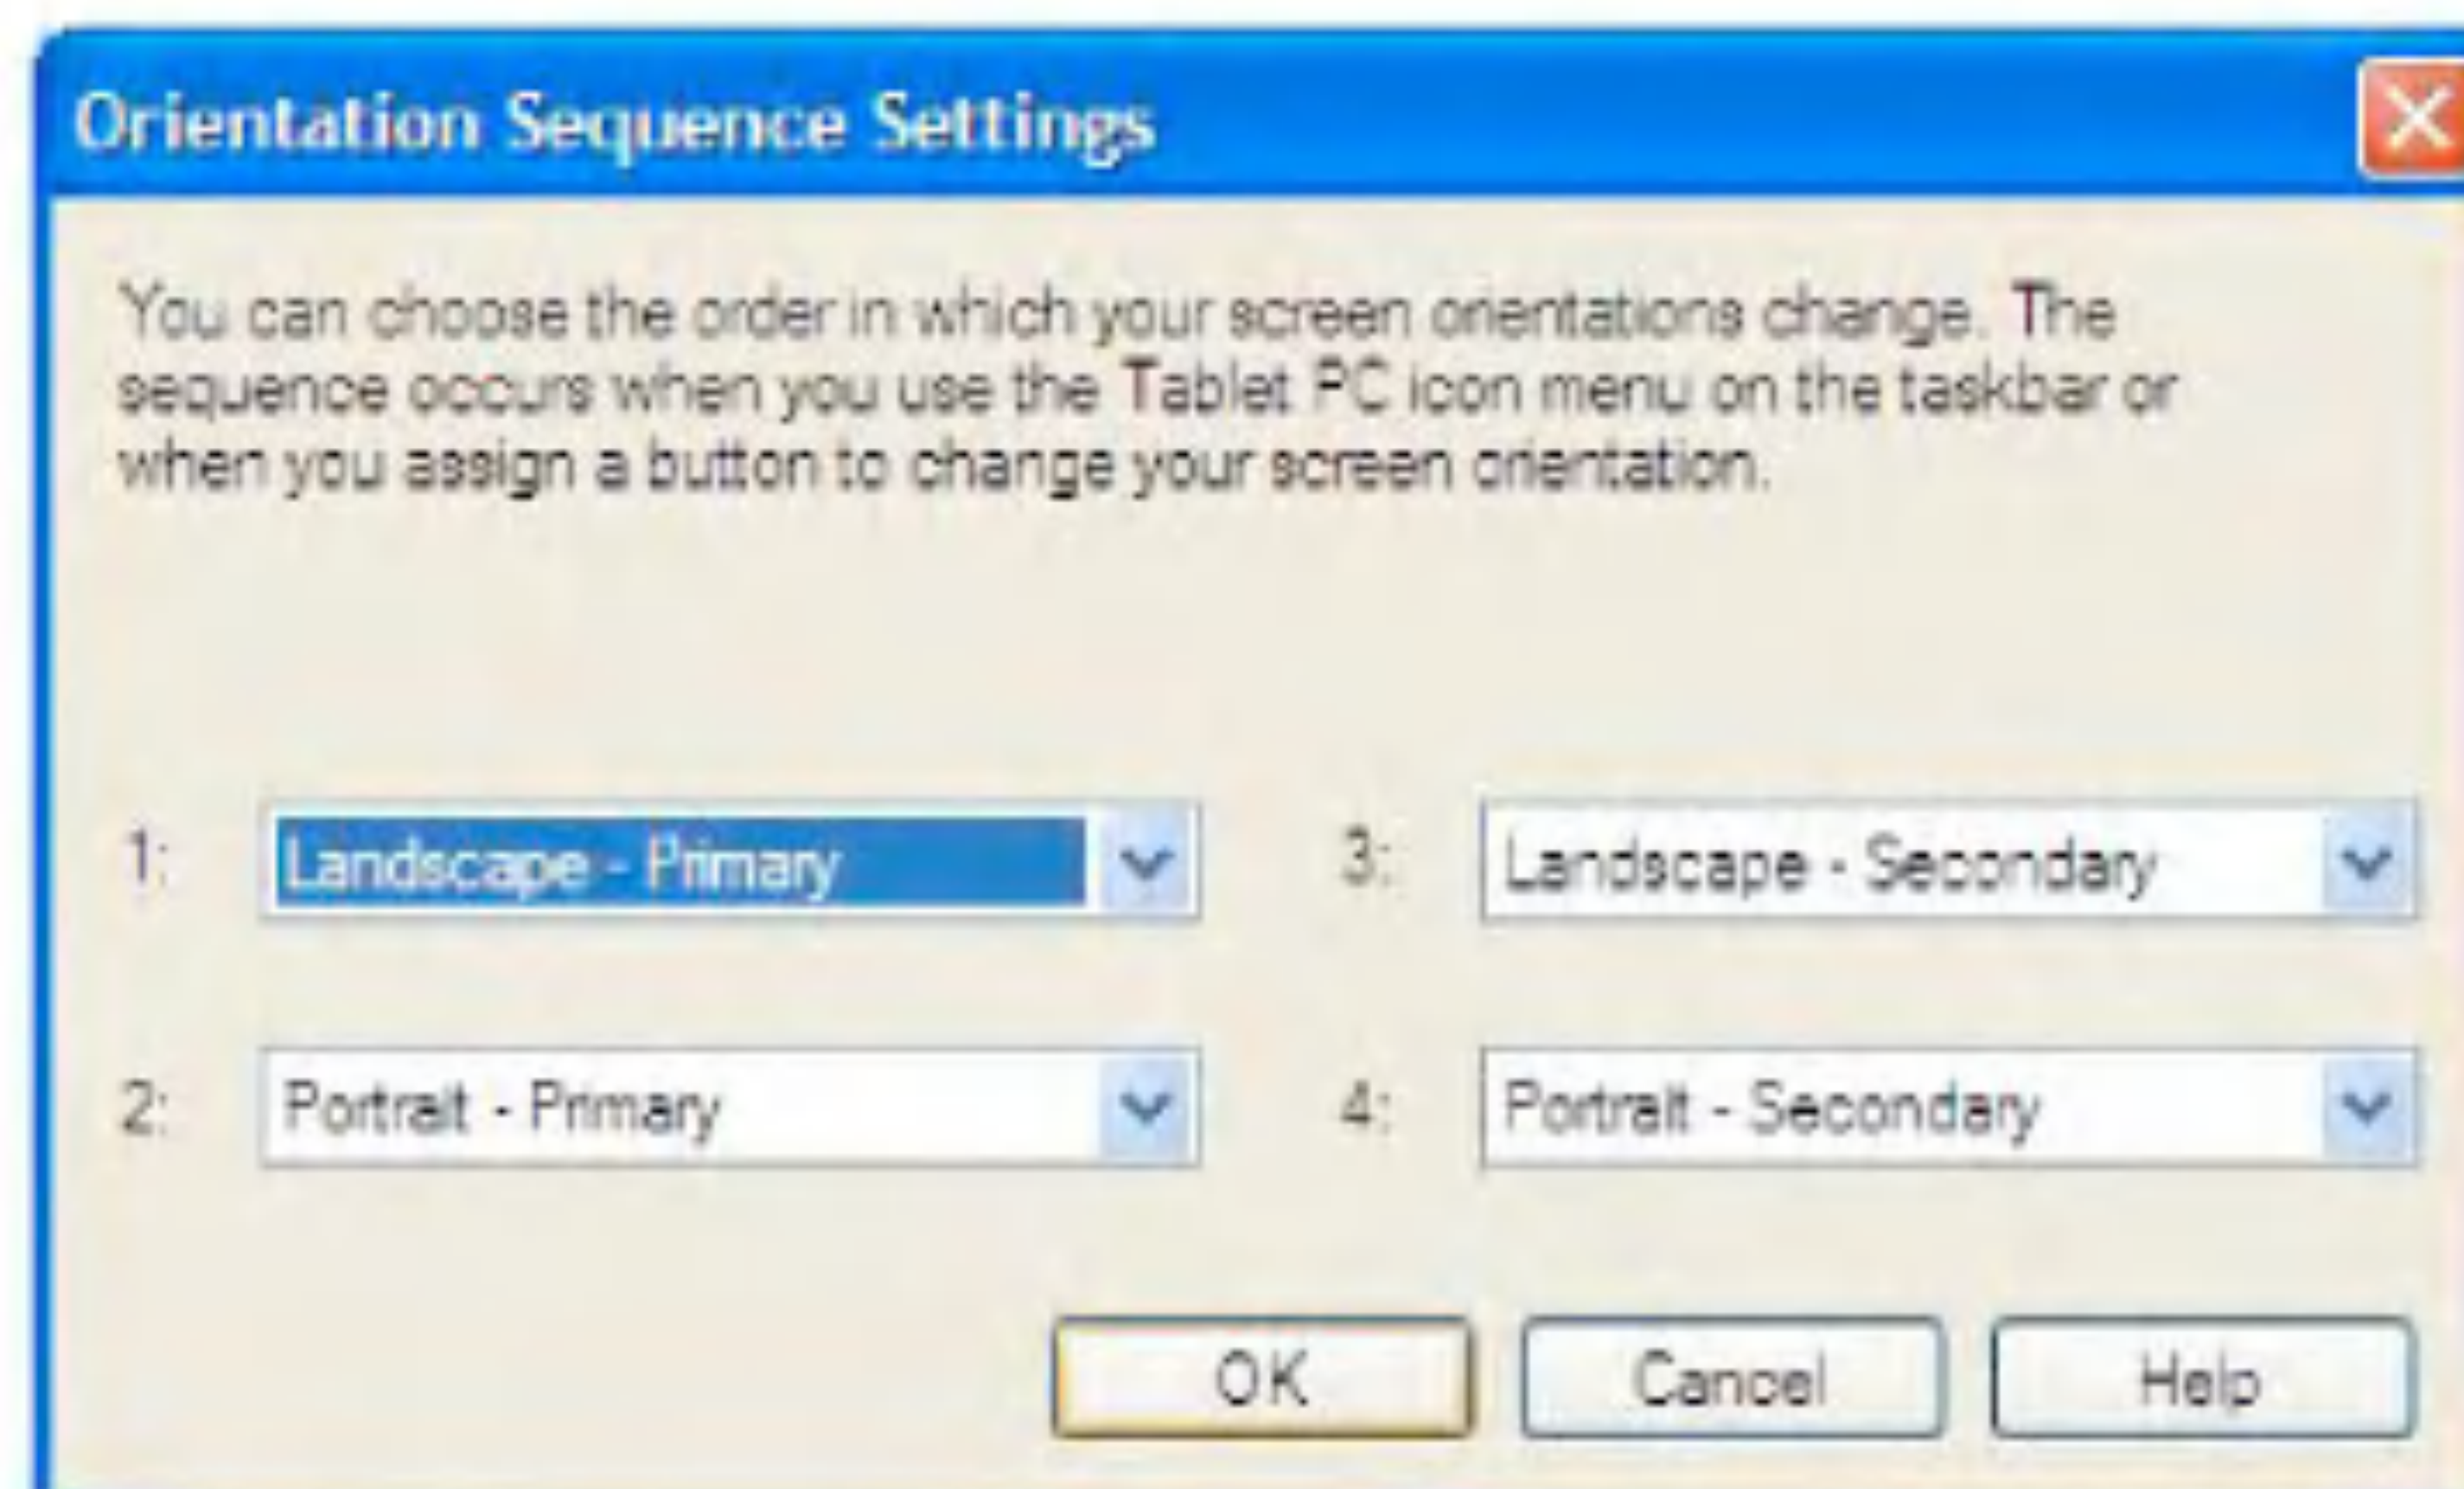 Orientation Sequence Settings
You can choose the order in which your screen orientations change. The
sequence occurs when you use the Tablet PC icon menu on the taskbar or
when you assign a button to change your screen orientation.
1: Landscape - Primary
3: Landscape - Secondary
2: Portrait - Primary
4: Portrait - Secondary
OK Cancel Help